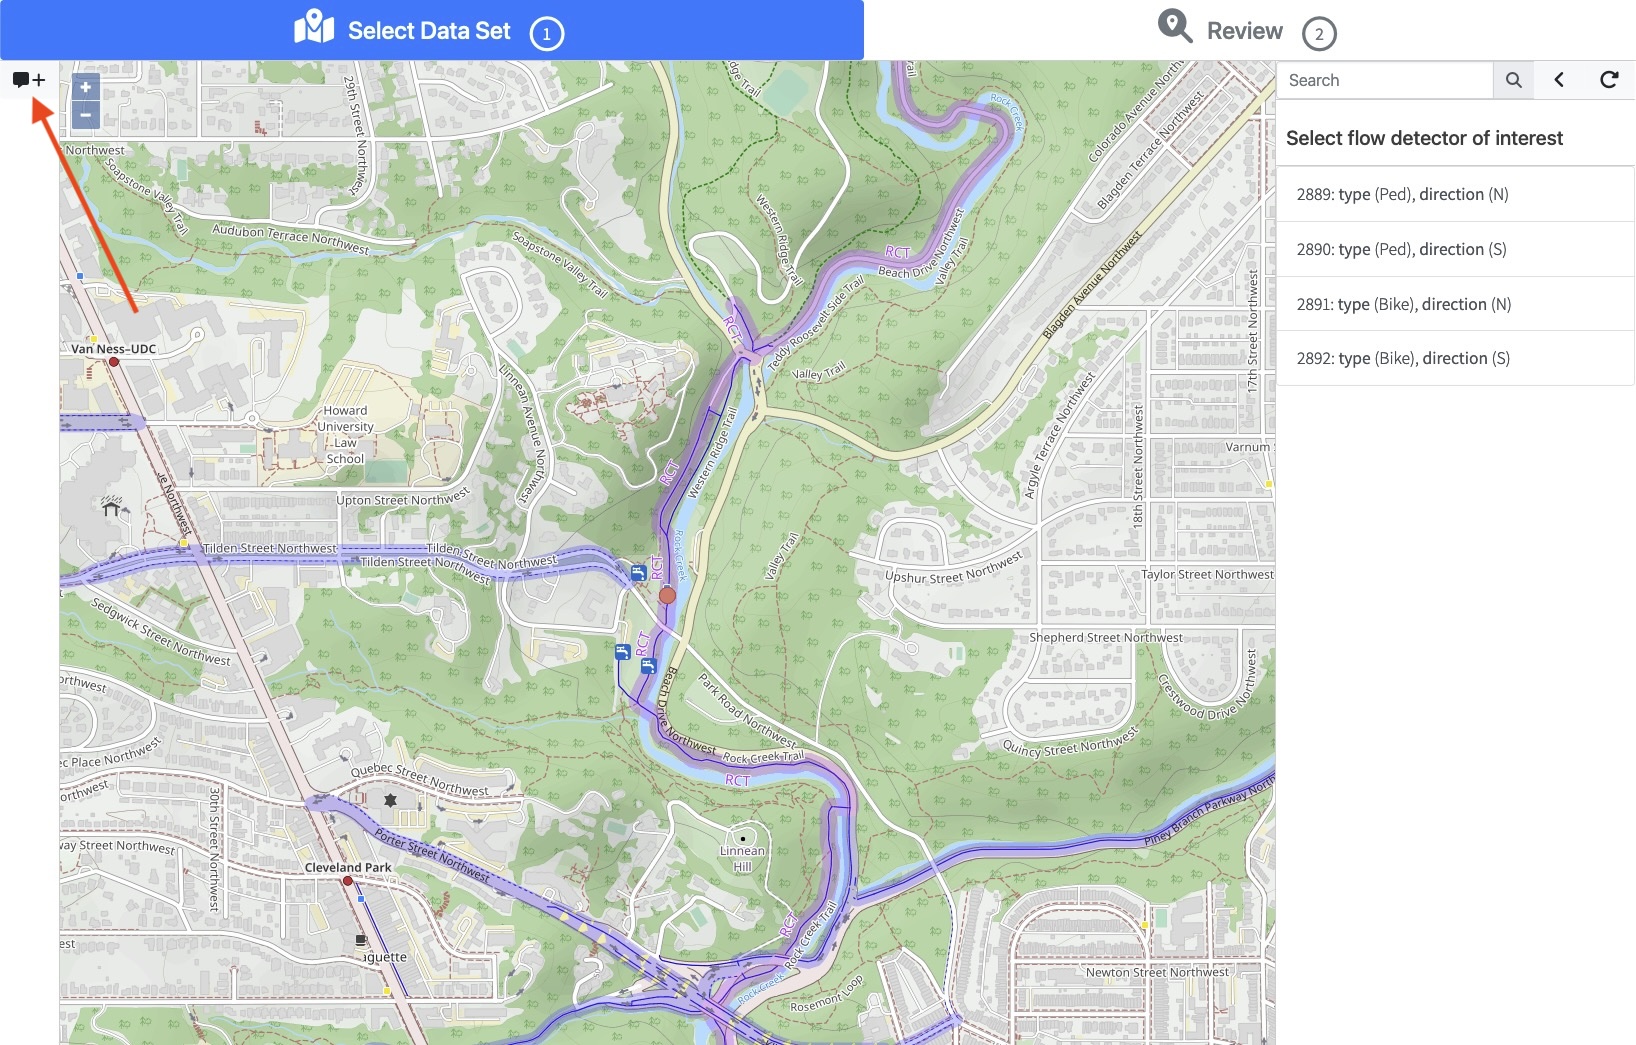 Select Data Set 1
Review 2
+
−
Search
Select flow detector of interest
2889: type (Ped), direction (N)
2890: type (Ped), direction (S)
2891: type (Bike), direction (N)
2892: type (Bike), direction (S)
Northwest
29th Street Northwest
Soapstone Valley Trail
Audubon Terrace Northwest
Soapstone Valley Trail
dge Trail
Western Ridge Trail
rail
Rock Creek
Colorado Avenue North
Blagden Terrace Northwest
RCT
Beach Drive Northwest
Valley Trail
Blagden Avenue Northwest
17th Street Northwest
RCT
Teddy Roosevelt Side Trail
Valley Trail
Van Ness–UDC
Linnean Avenue Northwest
Howard
University
Law
School
Argyle Terrace Northwest
18th Street Northwest
Varnum
Western Ridge Trail
RCT
Upton Street Northwest
Je Northwest
Tilden Street Northwest
Tilden Street Northwest
Tilden Street Northwest
RCT
Rock Creek
Valley Trail
Upshur Street Northwest
Taylor Street Northwest
Sedgwick Street Northwest
RCT
Shepherd Street Northwest
Crestwood Drive Northwest
orthwest
Beach Drive Northwest
Park Road Northwest
Quincy Street Northwest
ec Place Northwest
Rock Creek Trail
RCT
Quebec Street Northwest
orthwest
30th Street Northwest
Piney Branch Parkway North
way Street Northwest
Porter Street Northwest
Linnean
Hill
Cleveland Park
RCT
Rock Creek Trail
est
aguette
Rock Creek
Rosemont Loop
Newton Street Northwest